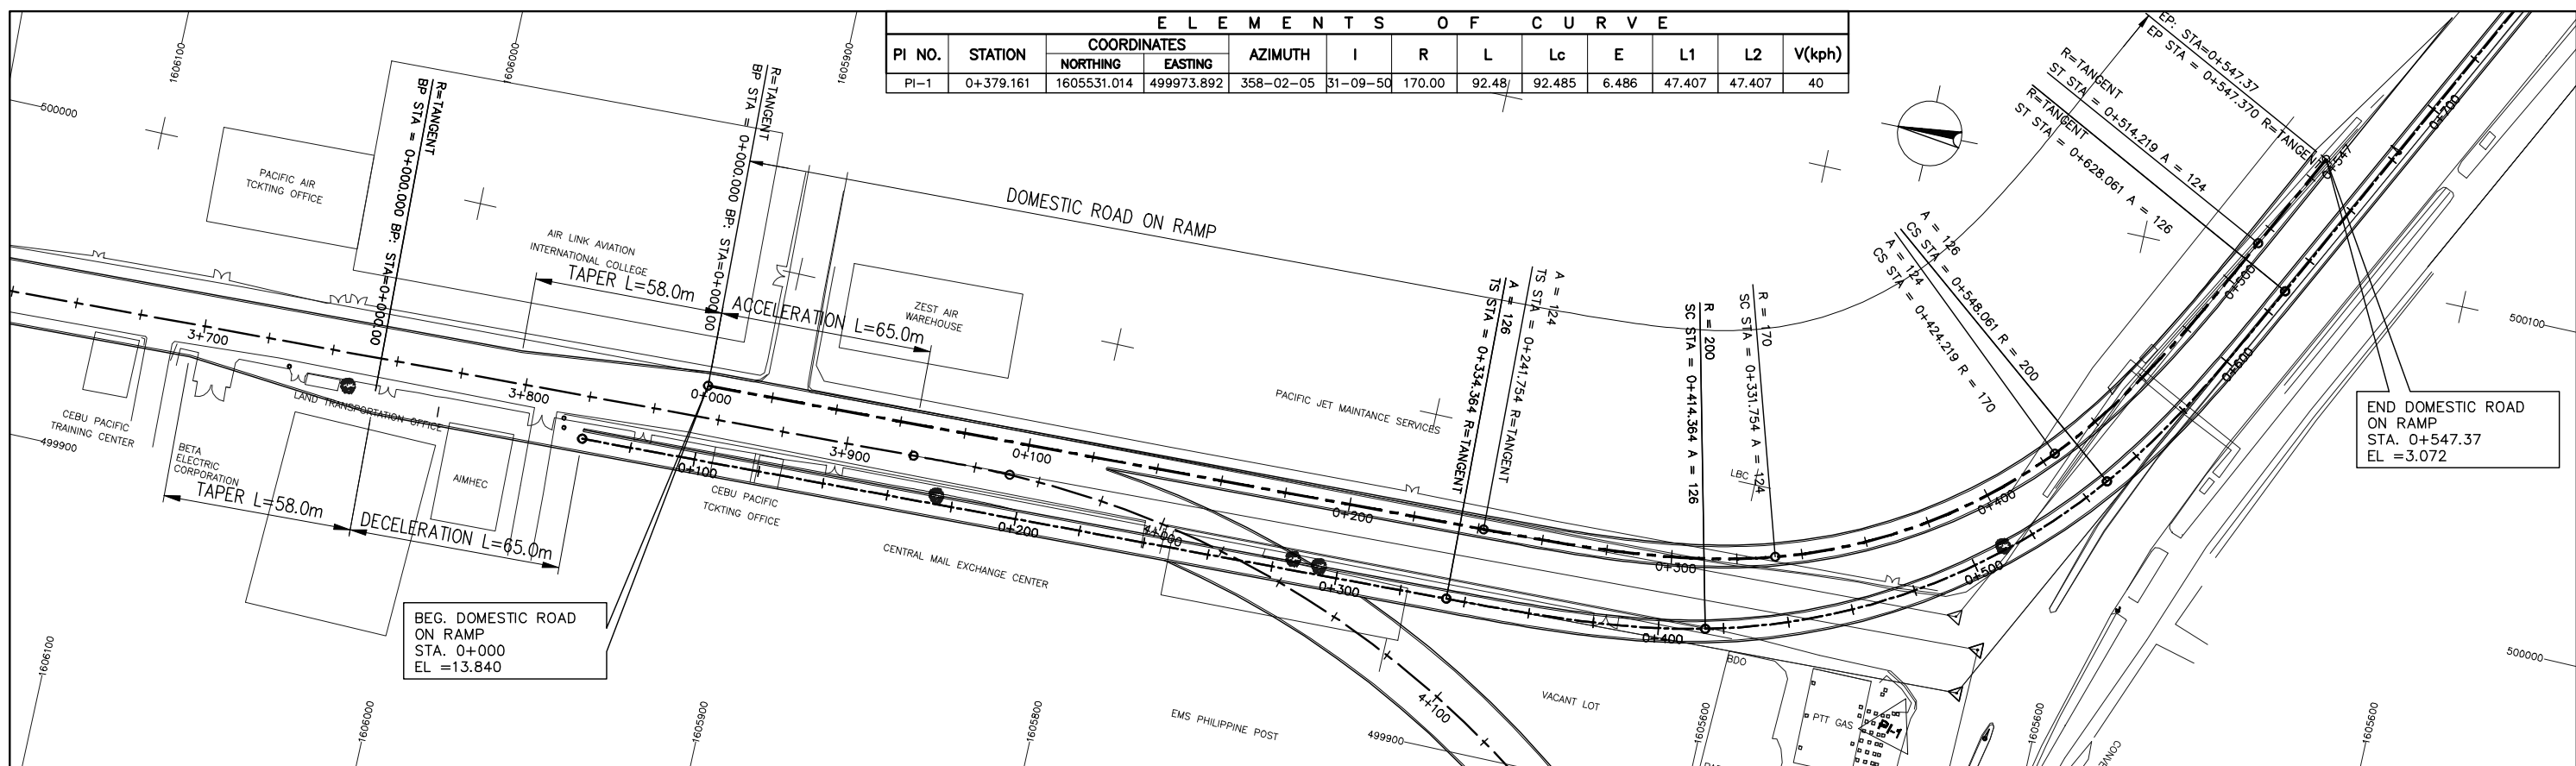 E L E M E N T S   O F   C U R V E
PI NO. STATION COORDINATES AZIMUTH I R L Lc E L1 L2 V(kph)
NORTHING EASTING
PI-1 0+379.161 1605531.014 499973.892 358-02-05 31-09-50 170.00 92.48 92.485 6.486 47.407 47.407 40
1606100
1606000
1605900
500000
R=TANGENT
BP STA = 0+000.000 BP: STA=0+000.00
R=TANGENT
BP STA = 0+000.000 BP: STA=0+000.00
PACIFIC AIR
TCKTING OFFICE
AIR LINK AVIATION
INTERNATIONAL COLLEGE
TAPER L=58.0m
ACCELERATION L=65.0m
ZEST AIR
WAREHOUSE
DOMESTIC ROAD ON RAMP
PACIFIC JET MAINTANCE SERVICES
A = 126
TS STA = 0+334.364 R=TANGENT
A = 124
TS STA = 0+241.754 R=TANGENT
R = 200
SC STA = 0+414.364 A = 126
R = 170
SC STA = 0+331.754 A = 124
LBC
A = 126
CS STA = 0+548.061 R = 200
A = 124
CS STA = 0+424.219 R = 170
R=TANGENT
ST STA = 0+514.219 A = 124
R=TANGENT
ST STA = 0+628.061 A = 126
EP: STA=0+547.37
EP STA = 0+547.370 R=TANGENT
0+547
0+700
0+600
0+500
0+400
0+500
500100
3+700
3+800
3+900
4+000
4+100
0+000
0+100
0+200
0+300
0+100
0+200
0+300
0+400
LAND TRANSPORTATION OFFICE
CEBU PACIFIC
TRAINING CENTER
499900
BETA
ELECTRIC
CORPORATION
AIMHEC
TAPER L=58.0m
DECELERATION L=65.0m
CEBU PACIFIC
TCKTING OFFICE
CENTRAL MAIL EXCHANGE CENTER
BEG. DOMESTIC ROAD
ON RAMP
STA. 0+000
EL =13.840
END DOMESTIC ROAD
ON RAMP
STA. 0+547.37
EL =3.072
EMS PHILIPPINE POST
VACANT LOT
BDO
PTT GAS
PI-1
499900
500000
1606100
1606000
1605900
1605800
1605600
1605600
1605600